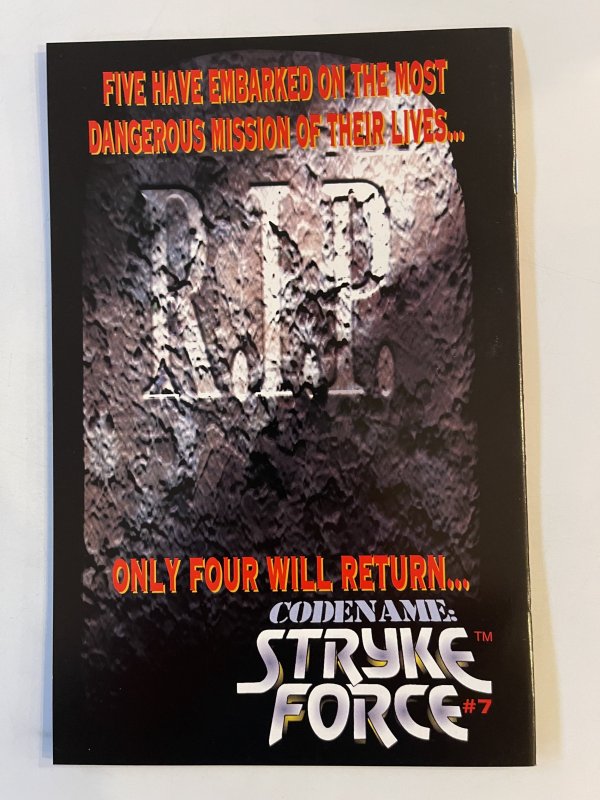 FIVE HAVE EMBARKED ON THE MOST
DANGEROUS MISSION OF THEIR LIVES...
R.I.P.
ONLY FOUR WILL RETURN...
CODENAME:
STRYKE™
FORCE #7